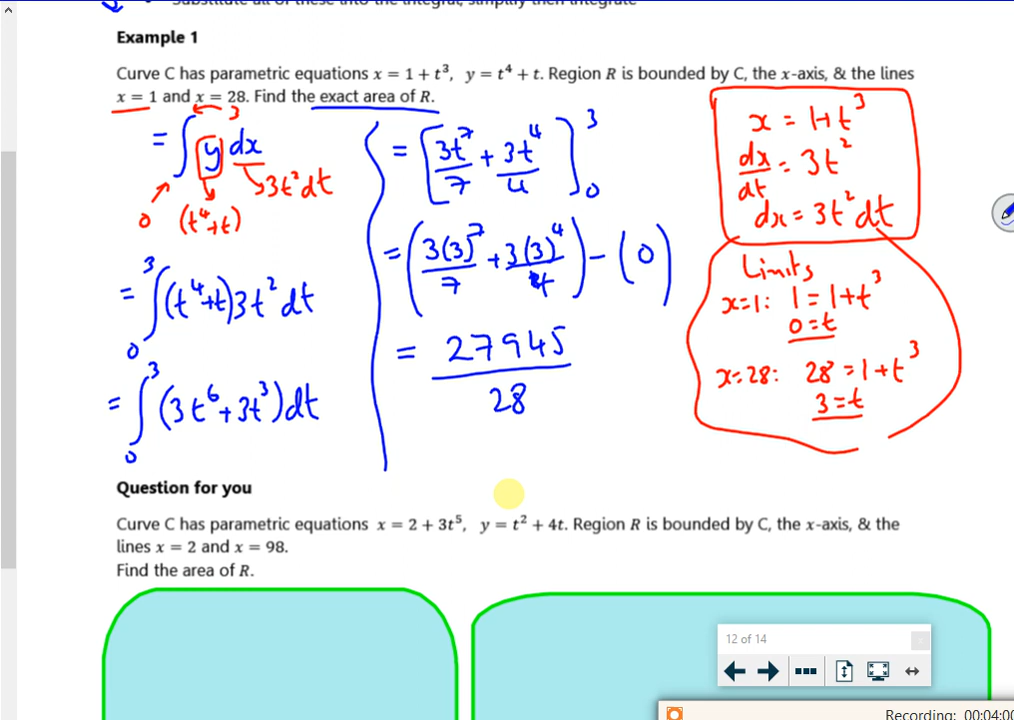 Example 1
Curve C has parametric equations x = 1 + t³, y = t⁴ + t. Region R is bounded by C, the x-axis, & the lines
x = 1 and x = 28. Find the exact area of R.
= ∫ y dx
3
0
(t⁴+t)
3t²dt
= ∫₀³ (t⁴+t)3t² dt
= ∫₀³ (3t⁶+3t³)dt
= [3t⁷/7 + 3t⁴/4]₀³
= (3(3)⁷/7 + 3(3)⁴/4) - (0)
= 27945/28
x = 1+t³
dx/dt = 3t²
dx = 3t²dt
Limits
x=1: 1 = 1+t³
0=t
x=28: 28 = 1+t³
3=t
Question for you
Curve C has parametric equations x = 2 + 3t⁵, y = t² + 4t. Region R is bounded by C, the x-axis, & the
lines x = 2 and x = 98.
Find the area of R.
12 of 14
Recording: 00:04:00